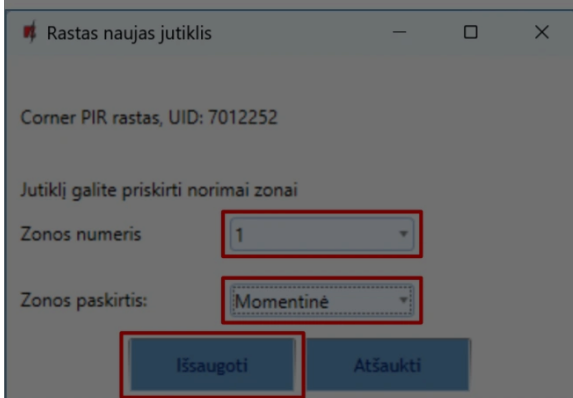 Rastas naujas jutiklis
Corner PIR rastas, UID: 7012252
Jutiklį galite priskirti norimai zonai
Zonos numeris 1
Zonos paskirtis: Momentinė
Išsaugoti Atšaukti